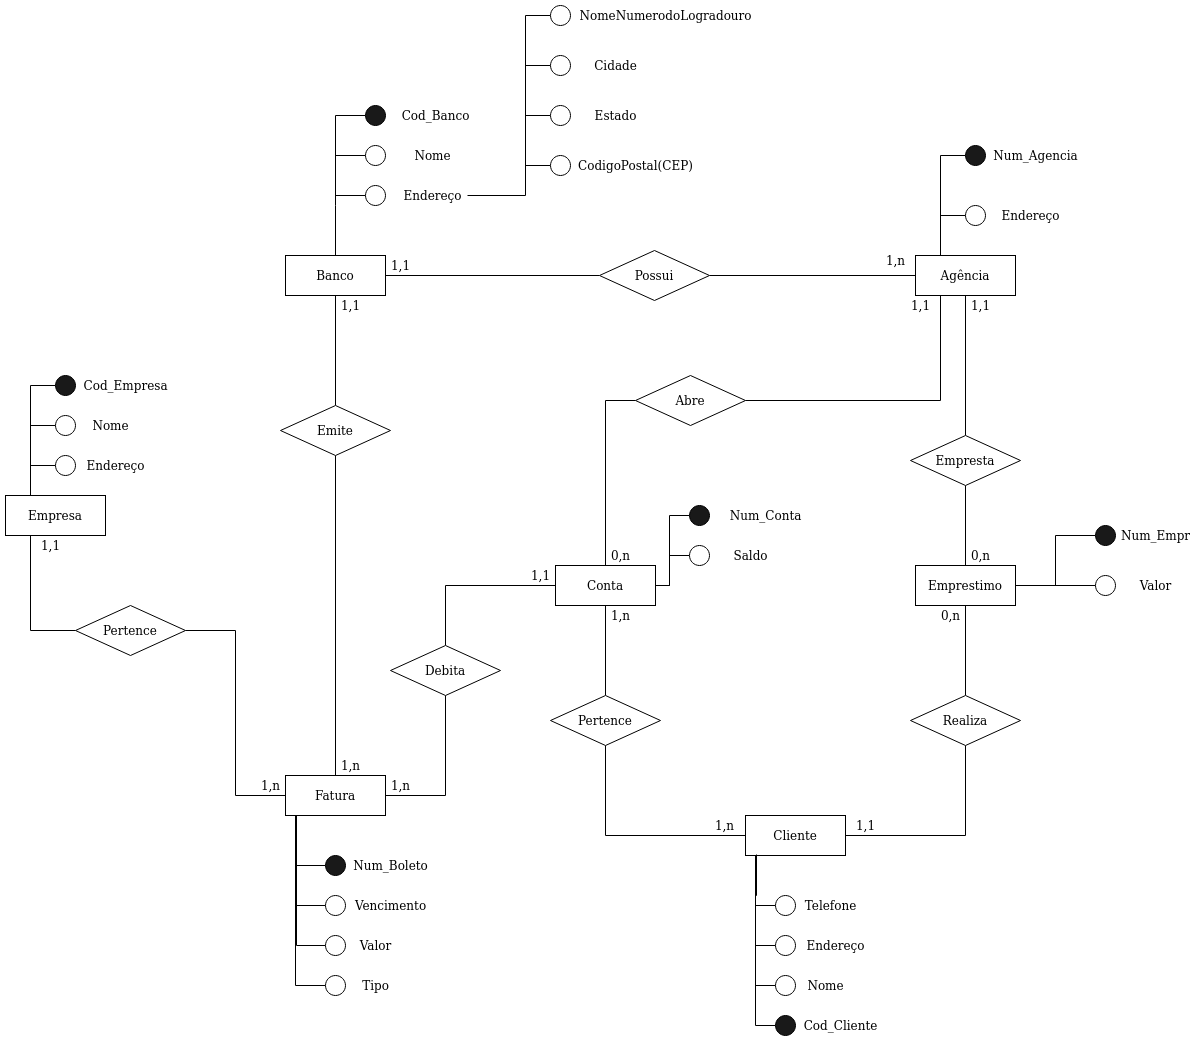 NomeNumerodoLogradouro
Cidade
Cod_Banco
Estado
Nome
CodigoPostal(CEP)
Num_Agencia
Endereço
Endereço
Banco
1,1
Possui
1,n
Agência
1,1
1,1
1,1
Cod_Empresa
Nome
Abre
Endereço
Emite
Empresta
Empresa
1,1
Num_Conta
Saldo
0,n
0,n
Num_Empr
1,1
Conta
Emprestimo
Valor
1,n
0,n
Pertence
Debita
Pertence
Realiza
1,n
1,n
Fatura
1,n
1,n
Cliente
1,1
Num_Boleto
Vencimento
Valor
Tipo
Telefone
Endereço
Nome
Cod_Cliente